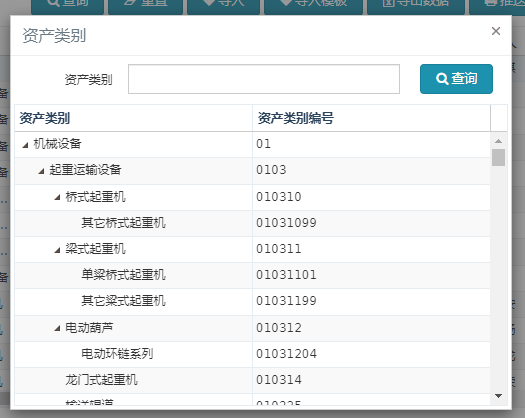 查询 重置 导入 导入模板 导出数据 推送
资产类别 ×
资产类别 查询
资产类别 资产类别编号
机械设备 01
起重运输设备 0103
桥式起重机 010310
其它桥式起重机 01031099
梁式起重机 010311
单梁桥式起重机 01031101
其它梁式起重机 01031199
电动葫芦 010312
电动环链系列 01031204
龙门式起重机 010314